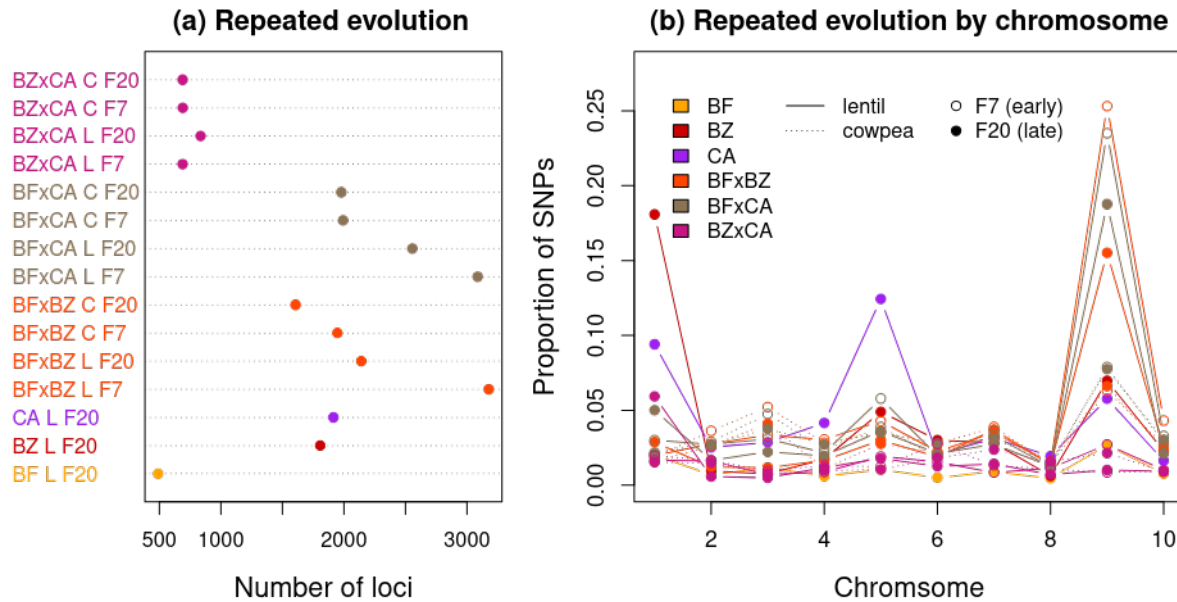 (a) Repeated evolution
BZxCA C F20
BZxCA C F7
BZxCA L F20
BZxCA L F7
BFxCA C F20
BFxCA C F7
BFxCA L F20
BFxCA L F7
BFxBZ C F20
BFxBZ C F7
BFxBZ L F20
BFxBZ L F7
CA L F20
BZ L F20
BF L F20
500 1000 2000 3000
Number of loci
(b) Repeated evolution by chromosome
Proportion of SNPs
0.25
0.20
0.15
0.10
0.05
0.00
BF
BZ
CA
BFxBZ
BFxCA
BZxCA
lentil
cowpea
F7 (early)
F20 (late)
2 4 6 8 10
Chromsome